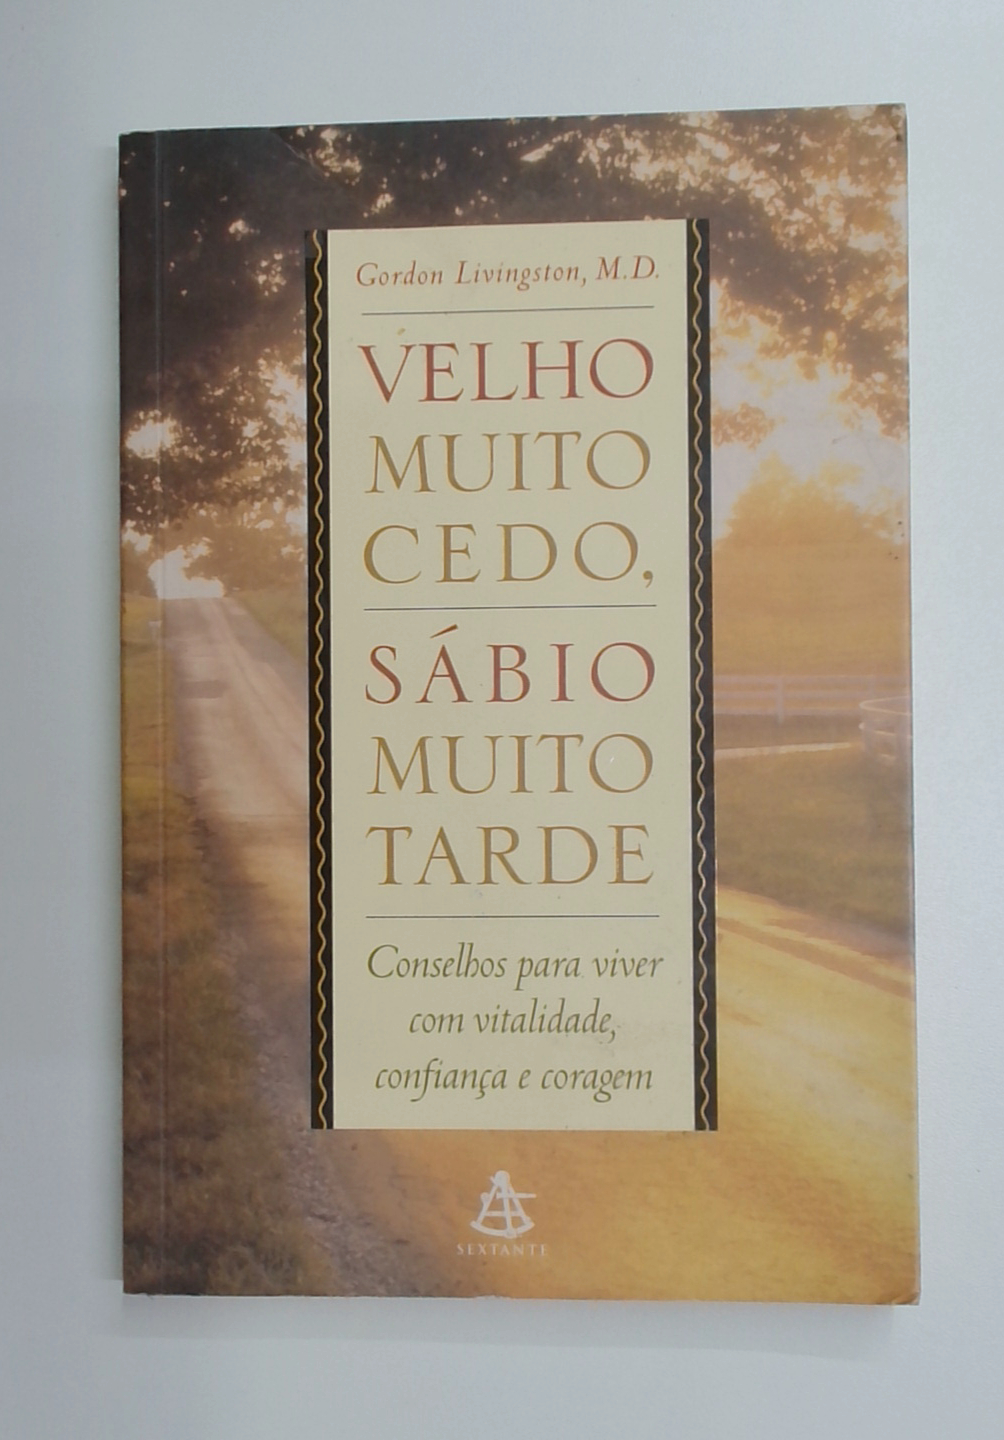 Gordon Livingston, M.D.
VELHO
MUITO
CEDO,
SÁBIO
MUITO
TARDE
Conselhos para viver
com vitalidade,
confiança e coragem
SEXTANTE